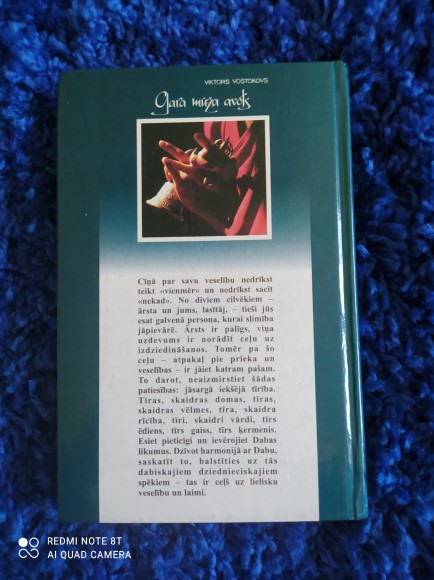 VIKTORS VOSTOKOVS
Garā mūža avots
Cīņā par savu veselību nedrīkst
teikt «vienmēr» un nedrīkst sacīt
«nekad». No diviem cilvēkiem –
ārsta un jums, lasītāj, – tieši jūs
esat galvenā persona, kurai slimība
jāpievārē. Ārsts ir palīgs, viņa
uzdevums ir norādīt ceļu uz
izdziedināšanos. Tomēr pa šo
ceļu – atpakaļ pie prieka un
veselības – ir jāiet katram pašam.
To darot, neaizmirstiet šādas
patiesības: jāsargā iekšējā tīrība.
Tīras, skaidras domas, tīras,
skaidras vēlmes, tīra, skaidra
rīcība, tīri, skaidri vārdi, tīrs
ēdiens, tīrs gaiss, tīrs ķermenis.
Esiet pieticīgi un ievērojiet Dabas
likumus. Dzīvot harmonijā ar Dabu,
saskatīt to, balstīties uz tās
dabiskajiem dziednieciskajiem
spēkiem – tas ir ceļš uz lielisku
veselību un laimi.
REDMI NOTE 8T
AI QUAD CAMERA